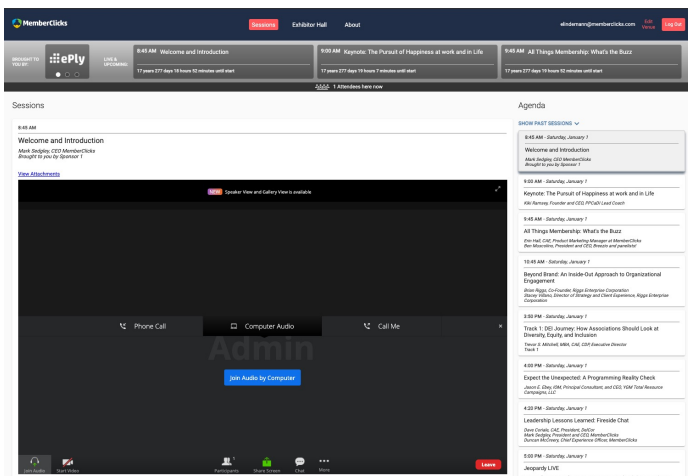 MemberClicks
Sessions
Exhibitor Hall
About
elindemann@memberclicks.com
Edit Venue
Log Out
BROUGHT TO YOU BY:
ePly
LIVE & UPCOMING:
8:45 AM Welcome and Introduction
17 years 277 days 18 hours 52 minutes until start
9:00 AM Keynote: The Pursuit of Happiness at work and in Life
17 years 277 days 19 hours 7 minutes until start
9:45 AM All Things Membership: What's the Buzz
17 years 277 days 19 hours 52 minutes until start
1 Attendees here now
Sessions
8:45 AM
Welcome and Introduction
Mark Sedgley, CEO MemberClicks
Brought to you by Sponsor 1
View Attachments
NEW Speaker View and Gallery View is available
Phone Call
Computer Audio
Call Me
×
Admin
Join Audio by Computer
Join Audio
Start Video
Participants
1
Share Screen
Chat
More
Leave
Agenda
SHOW PAST SESSIONS
8:45 AM - Saturday, January 1
Welcome and Introduction
Mark Sedgley, CEO MemberClicks
Brought to you by Sponsor 1
9:00 AM - Saturday, January 1
Keynote: The Pursuit of Happiness at work and in Life
Kiki Ramsey, Founder and CEO, PPCaDI Lead Coach
9:45 AM - Saturday, January 1
All Things Membership: What's the Buzz
Erin Hall, CAE, Product Marketing Manager at MemberClicks
Ben Muscolino, President and CEO, Breezio and panelists!
10:45 AM - Saturday, January 1
Beyond Brand: An Inside-Out Approach to Organizational
Engagement
Brian Riggs, Co-Founder, Riggs Enterprise Corporation
Stacey Villano, Director of Strategy and Client Experience, Riggs Enterprise
Corporation
3:50 PM - Saturday, January 1
Track 1: DEI Journey: How Associations Should Look at
Diversity, Equity, and Inclusion
Trevor S. Mitchell, MBA, CAE, CDP, Executive Director
Track 1
4:00 PM - Saturday, January 1
Expect the Unexpected: A Programming Reality Check
Jason E. Ebey, IOM, Principal Consultant, and CEO, YGM Total Resource
Campaigns, LLC
4:20 PM - Saturday, January 1
Leadership Lessons Learned: Fireside Chat
Dave Coriale, CAE, President, DelCor
Mark Sedgley, President and CEO, MemberClicks
Duncan McCreery, Chief Experience Officer, MemberClicks
5:00 PM - Saturday, January 1
Jeopardy LIVE